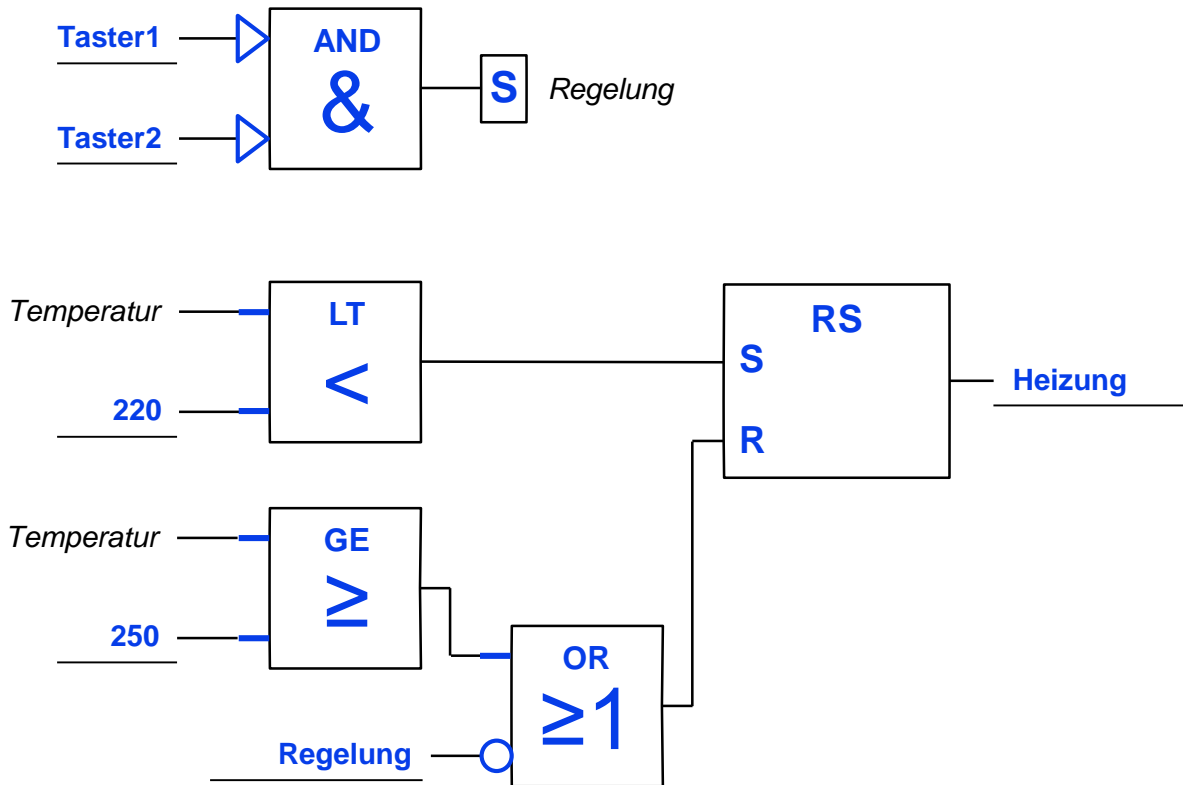 Taster1
AND
&
S
Regelung
Taster2
Temperatur
LT
<
220
RS
S
R
Heizung
Temperatur
GE
≥
250
OR
≥1
Regelung